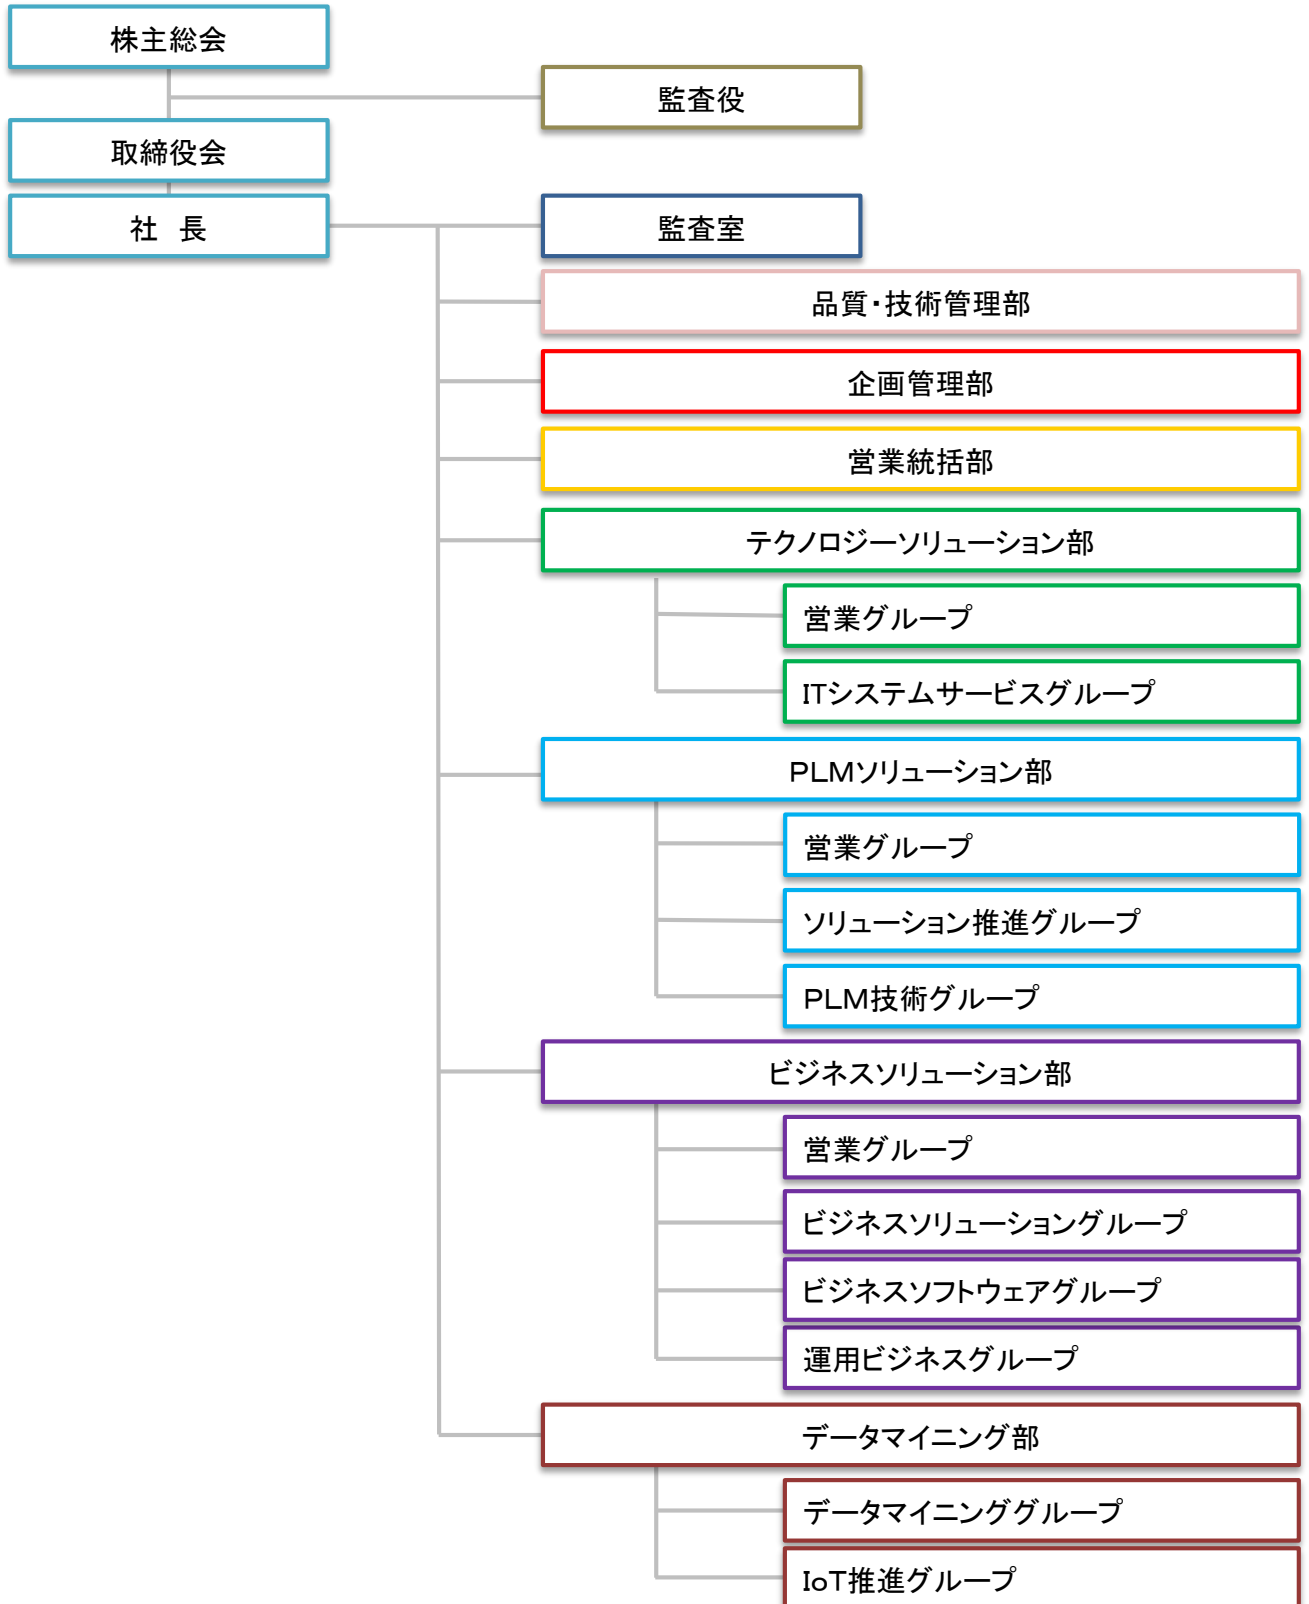 株主総会
監査役
取締役会
社　長
監査室
品質・技術管理部
企画管理部
営業統括部
テクノロジーソリューション部
営業グループ
ITシステムサービスグループ
PLMソリューション部
営業グループ
ソリューション推進グループ
PLM技術グループ
ビジネスソリューション部
営業グループ
ビジネスソリューショングループ
ビジネスソフトウェアグループ
運用ビジネスグループ
データマイニング部
データマイニンググループ
IoT推進グループ